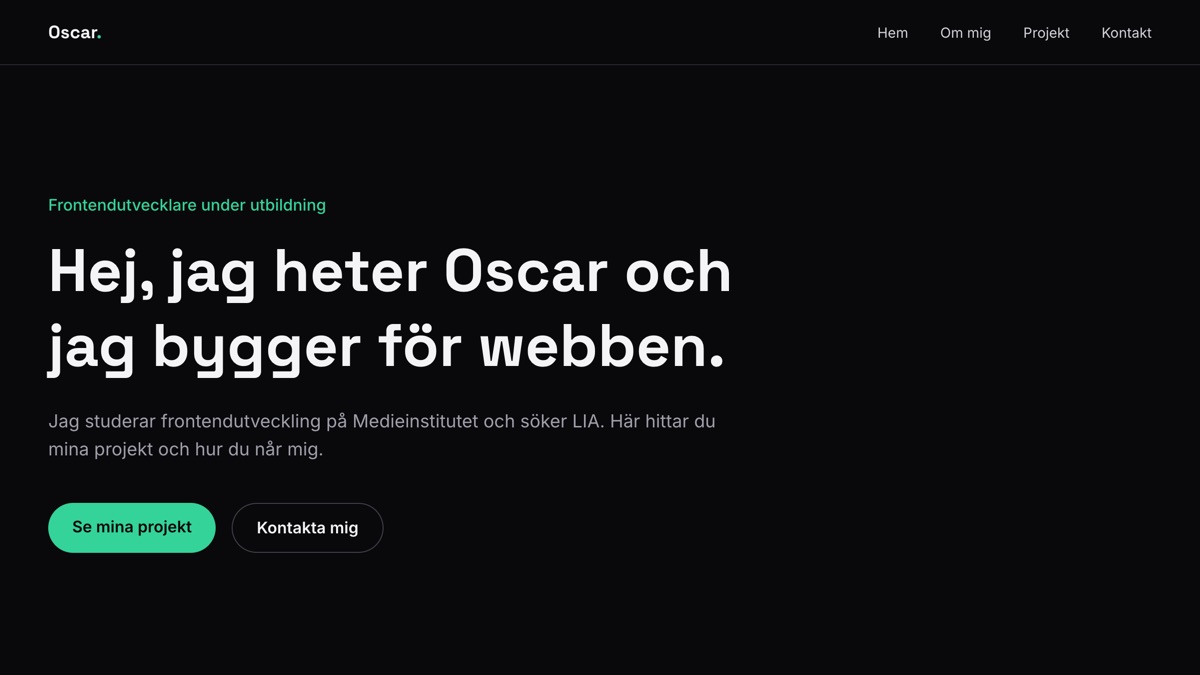 Oscar.
Hem
Om mig
Projekt
Kontakt
Frontendutvecklare under utbildning
Hej, jag heter Oscar och
jag bygger för webben.
Jag studerar frontendutveckling på Medieinstitutet och söker LIA. Här hittar du
mina projekt och hur du når mig.
Se mina projekt
Kontakta mig